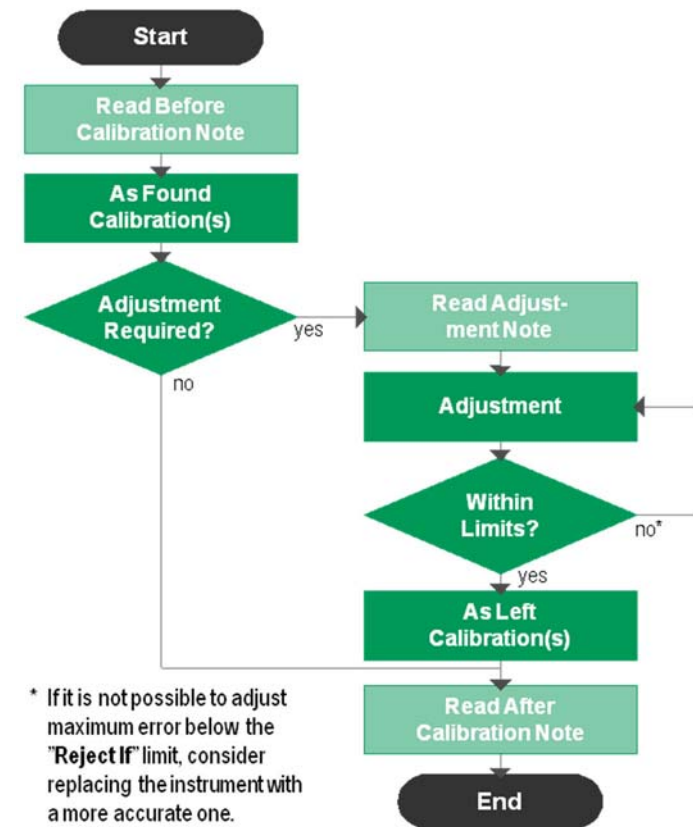 Start
Read Before
Calibration Note
As Found
Calibration(s)
Adjustment
Required?
yes
no
Read Adjust-
ment Note
Adjustment
Within
Limits?
no*
yes
As Left
Calibration(s)
Read After
Calibration Note
End
* If it is not possible to adjust
maximum error below the
"Reject If" limit, consider
replacing the instrument with
a more accurate one.